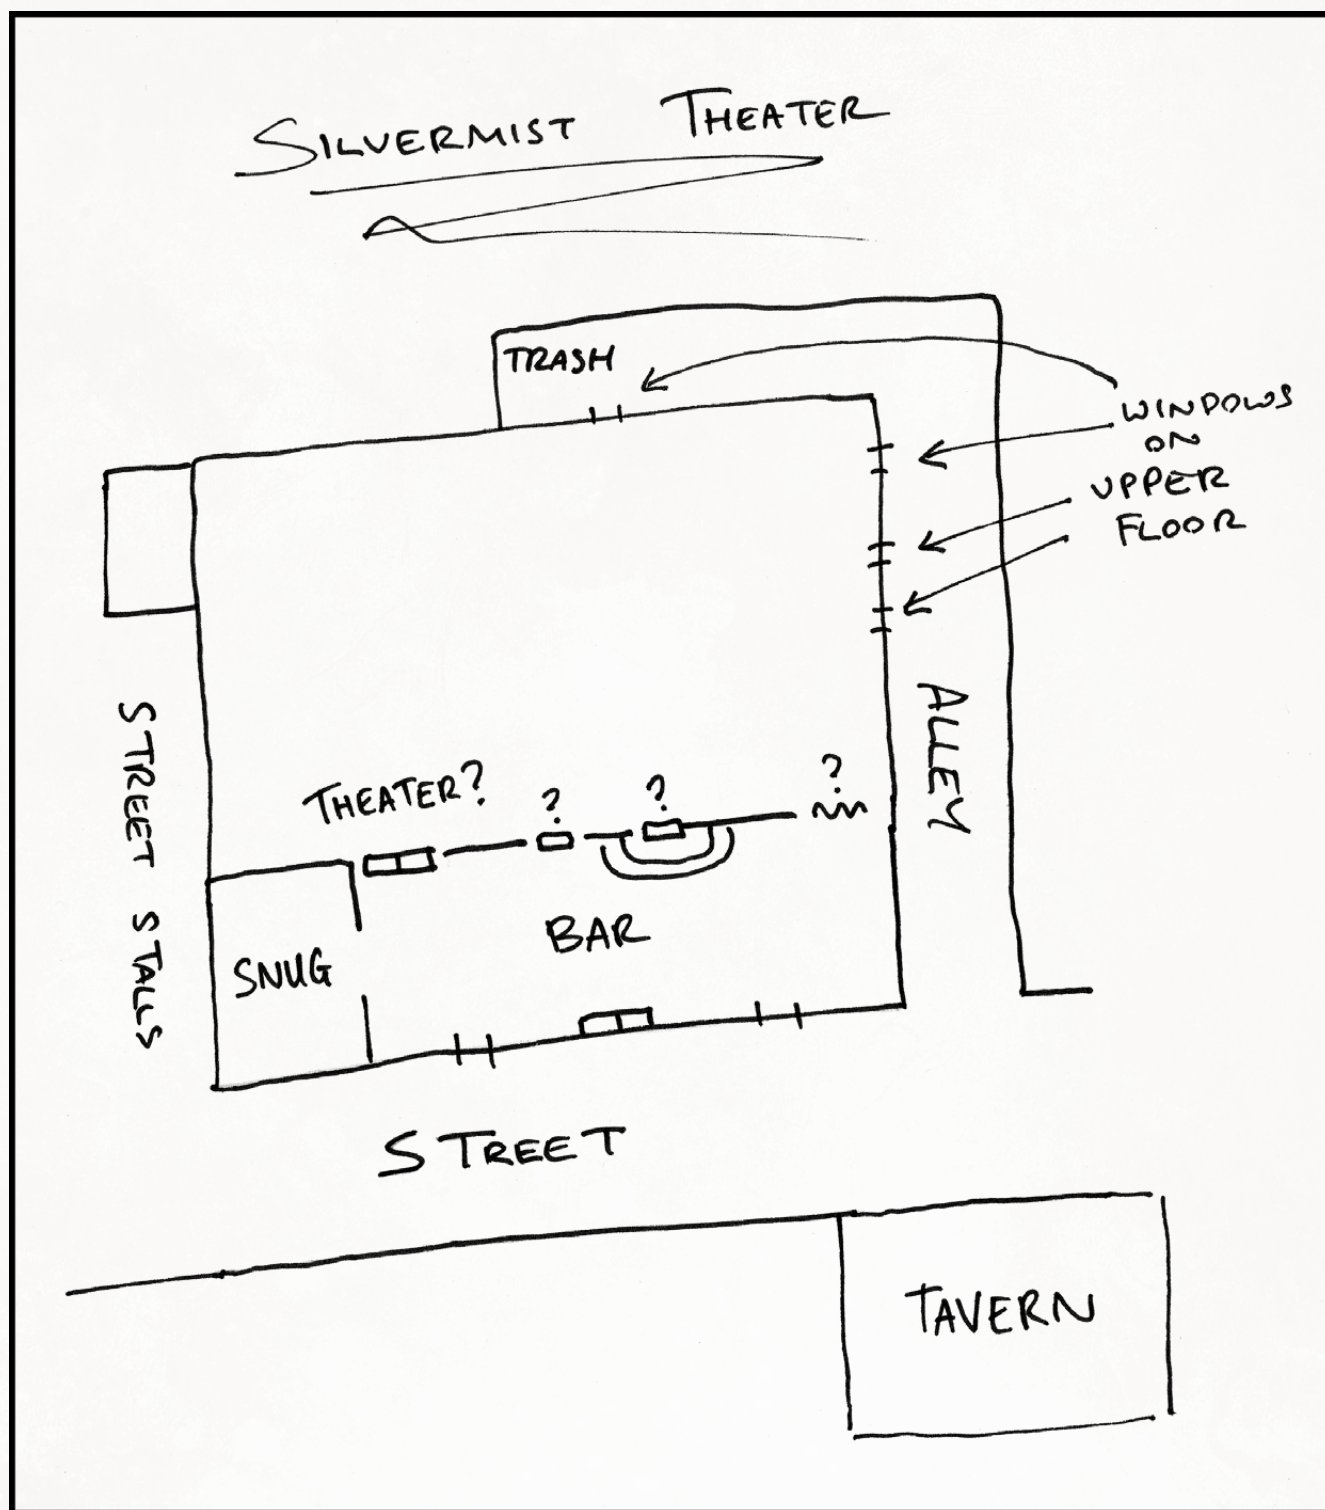 SILVERMIST THEATER
TRASH
WINDOWS
ON
UPPER
FLOOR
STREET STALLS
ALLEY
THEATER?
?
?
?
SNUG
BAR
STREET
TAVERN